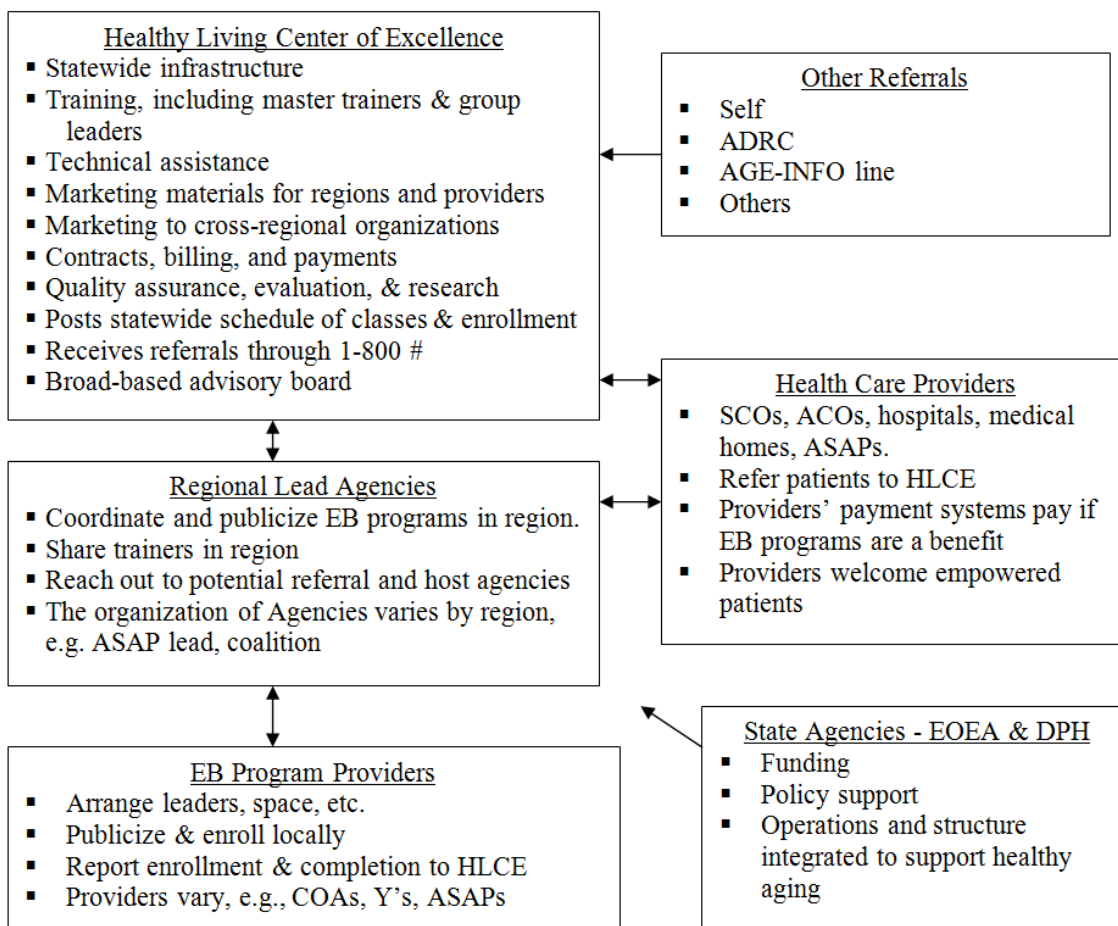 Healthy Living Center of Excellence
▪ Statewide infrastructure
▪ Training, including master trainers & group
leaders
▪ Technical assistance
▪ Marketing materials for regions and providers
▪ Marketing to cross-regional organizations
▪ Contracts, billing, and payments
▪ Quality assurance, evaluation, & research
▪ Posts statewide schedule of classes & enrollment
▪ Receives referrals through 1-800 #
▪ Broad-based advisory board
Other Referrals
▪ Self
▪ ADRC
▪ AGE-INFO line
▪ Others
Health Care Providers
▪ SCOs, ACOs, hospitals, medical
homes, ASAPs.
▪ Refer patients to HLCE
▪ Providers’ payment systems pay if
EB programs are a benefit
▪ Providers welcome empowered
patients
Regional Lead Agencies
▪ Coordinate and publicize EB programs in region.
▪ Share trainers in region
▪ Reach out to potential referral and host agencies
▪ The organization of Agencies varies by region,
e.g. ASAP lead, coalition
State Agencies - EOEA & DPH
▪ Funding
▪ Policy support
▪ Operations and structure
integrated to support healthy
aging
EB Program Providers
▪ Arrange leaders, space, etc.
▪ Publicize & enroll locally
▪ Report enrollment & completion to HLCE
▪ Providers vary, e.g., COAs, Y’s, ASAPs